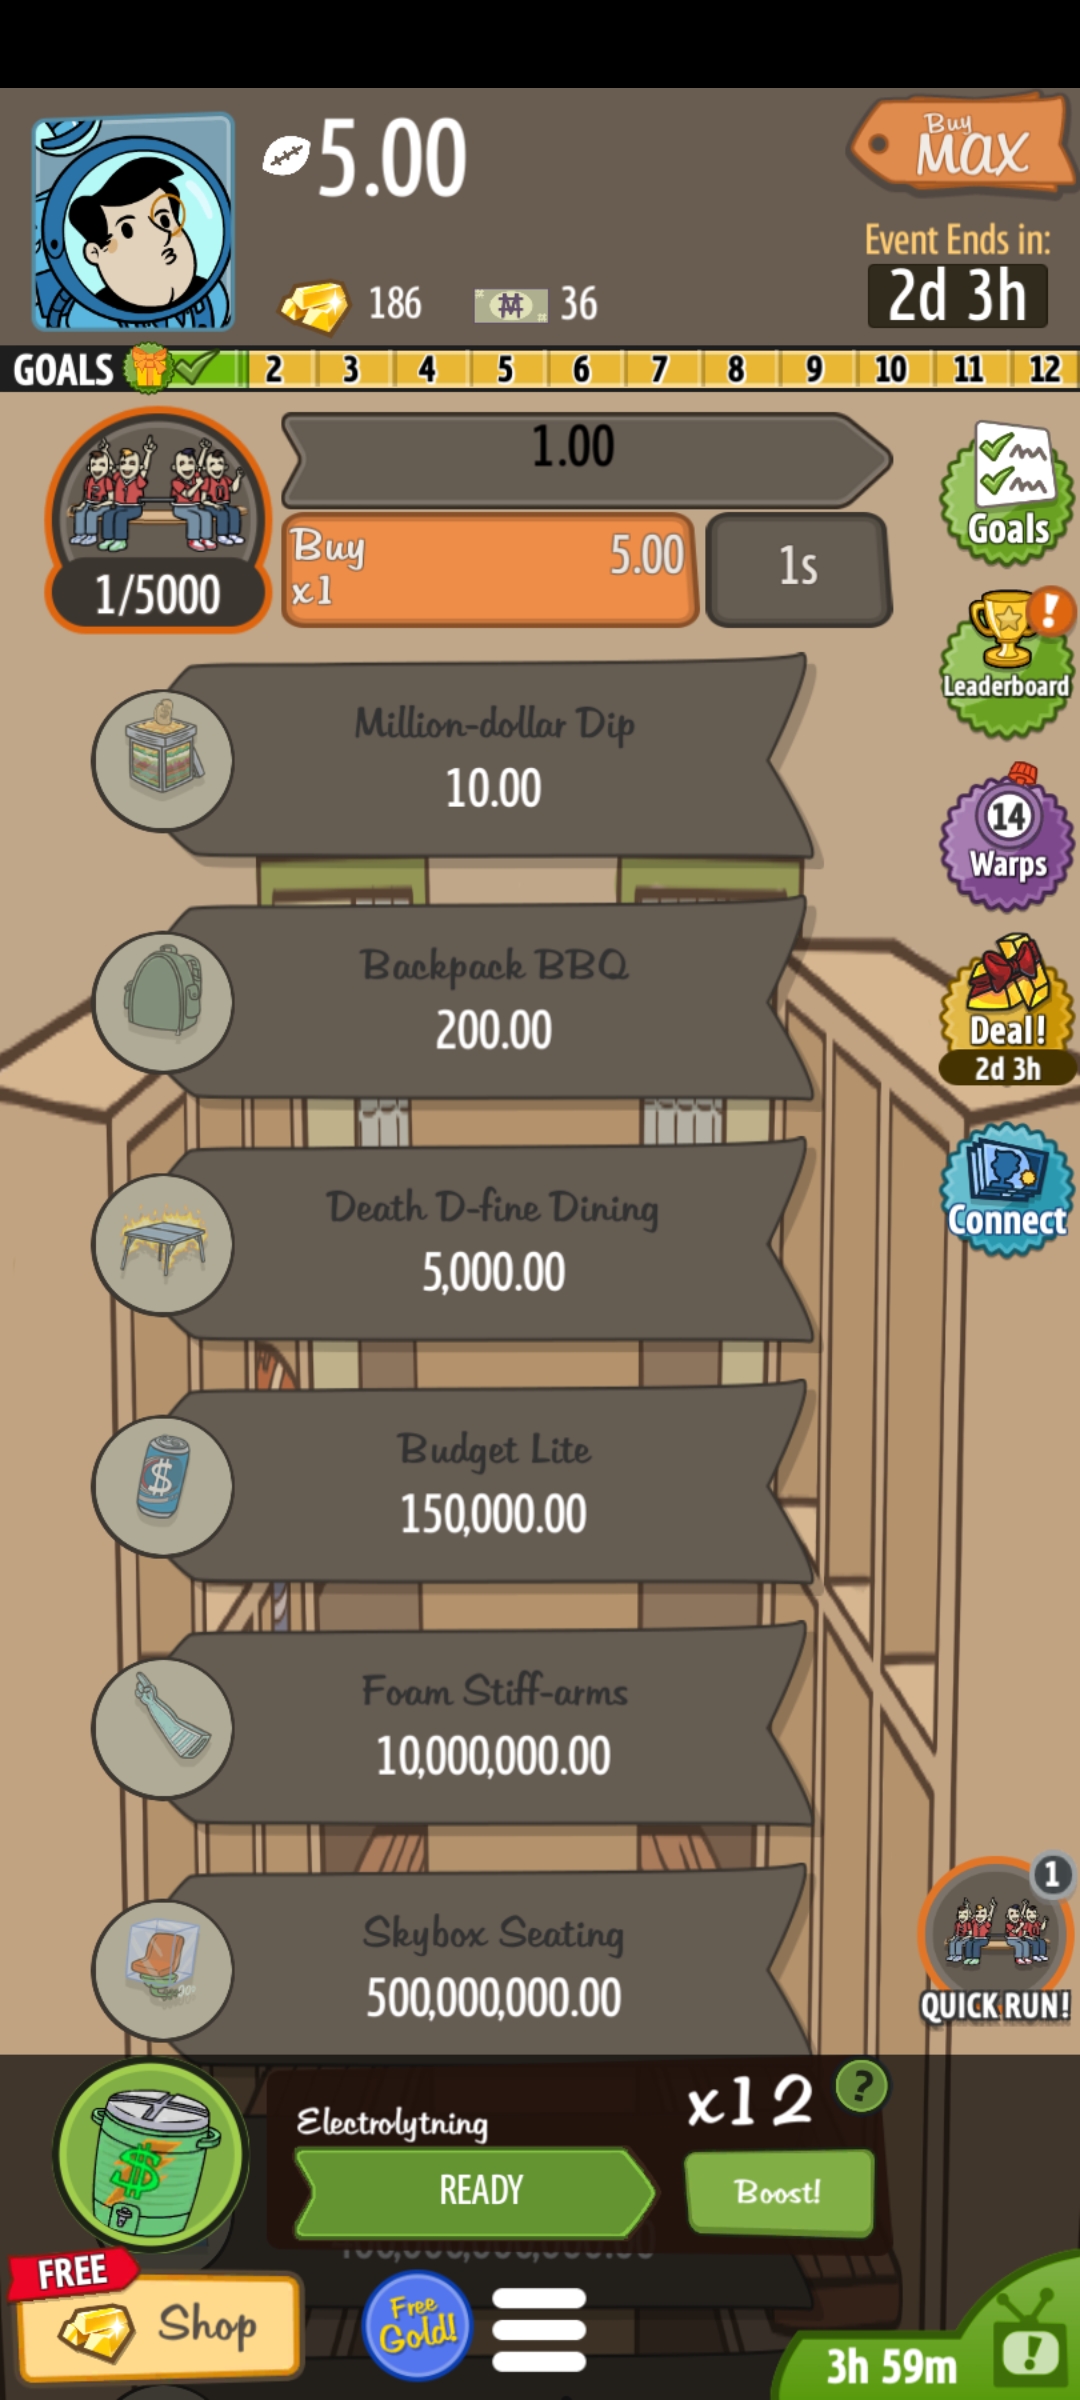 5.00
Buy
MAX
Event Ends in:
2d 3h
186
36
GOALS 2 3 4 5 6 7 8 9 10 11 12
1.00
Buy
x1
5.00
1s
1/5000
Goals
Million-dollar Dip
10.00
!
Leaderboard
14
Warps
Backpack BBQ
200.00
Deal!
2d 3h
Death D-fine Dining
5,000.00
Connect
Budget Lite
150,000.00
$
Foam Stiff-arms
10,000,000.00
Skybox Seating
500,000,000.00
1
QUICK RUN!
$
Electrolytning
x12
?
READY
Boost!
FREE
Shop
Free
Gold!
3h 59m
!